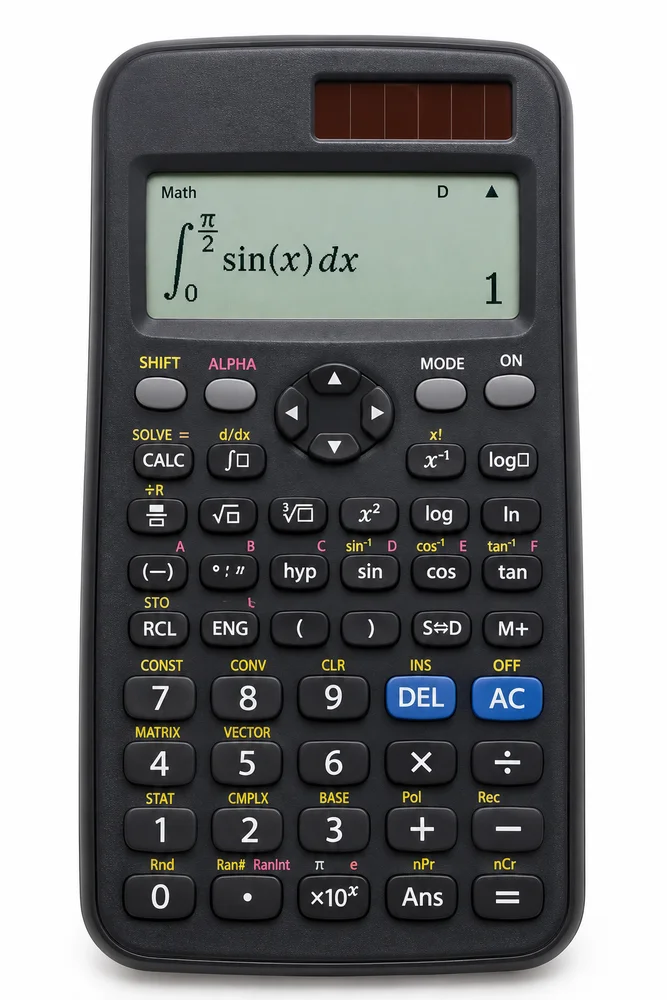 Math D ▲
∫₀^(π/2) sin(x) dx
1
SHIFT ALPHA MODE ON
SOLVE = d/dx x!
CALC ∫□ x⁻¹ log□
÷R
√□ ³√□ x² log ln
A B C sin⁻¹ D cos⁻¹ E tan⁻¹ F
(—) ° ; ″ hyp sin cos tan
STO
RCL ENG ( ) S⇔D M+
CONST CONV CLR INS OFF
7 8 9 DEL AC
MATRIX VECTOR
4 5 6 × ÷
STAT CMPLX BASE Pol Rec
1 2 3 + −
Rnd Ran# RanInt π e nPr nCr
0 • ×10ˣ Ans =